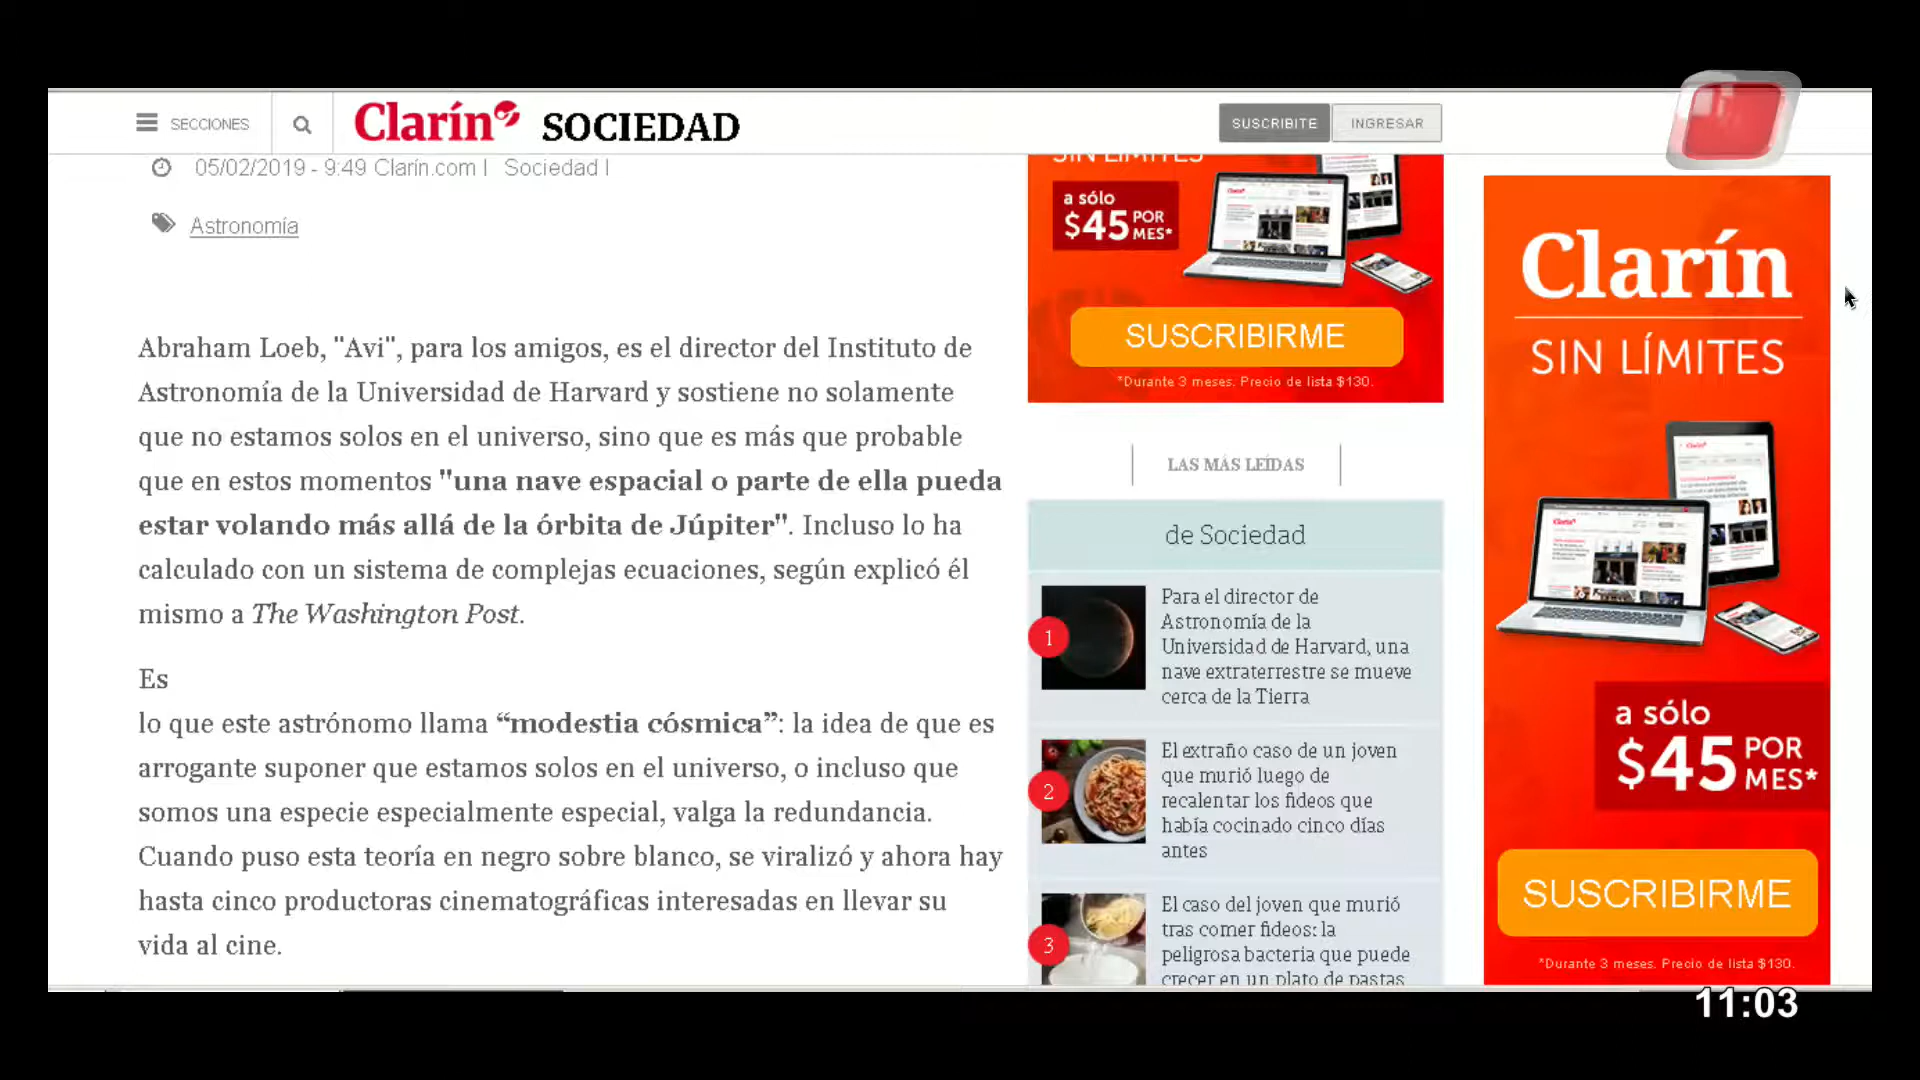 SECCIONES
Clarín SOCIEDAD
SUSCRIBITE
INGRESAR
05/02/2019 - 9:49 Clarín.com | Sociedad |
Astronomía
Abraham Loeb, "Avi", para los amigos, es el director del Instituto de
Astronomía de la Universidad de Harvard y sostiene no solamente
que no estamos solos en el universo, sino que es más que probable
que en estos momentos "una nave espacial o parte de ella pueda
estar volando más allá de la órbita de Júpiter". Incluso lo ha
calculado con un sistema de complejas ecuaciones, según explicó él
mismo a The Washington Post.
Es
lo que este astrónomo llama “modestia cósmica”: la idea de que es
arrogante suponer que estamos solos en el universo, o incluso que
somos una especie especialmente especial, valga la redundancia.
Cuando puso esta teoría en negro sobre blanco, se viralizó y ahora hay
hasta cinco productoras cinematográficas interesadas en llevar su
vida al cine.
SIN LÍMITES
a sólo
$45 POR
MES*
SUSCRIBIRME
*Durante 3 meses. Precio de lista $130.
LAS MÁS LEÍDAS
de Sociedad
1
Para el director de
Astronomía de la
Universidad de Harvard, una
nave extraterrestre se mueve
cerca de la Tierra
2
El extraño caso de un joven
que murió luego de
recalentar los fideos que
había cocinado cinco días
antes
3
El caso del joven que murió
tras comer fideos: la
peligrosa bacteria que puede
crecer en un plato de pastas
Clarín
SIN LÍMITES
a sólo
$45 POR
MES*
SUSCRIBIRME
*Durante 3 meses. Precio de lista $130.
11:03